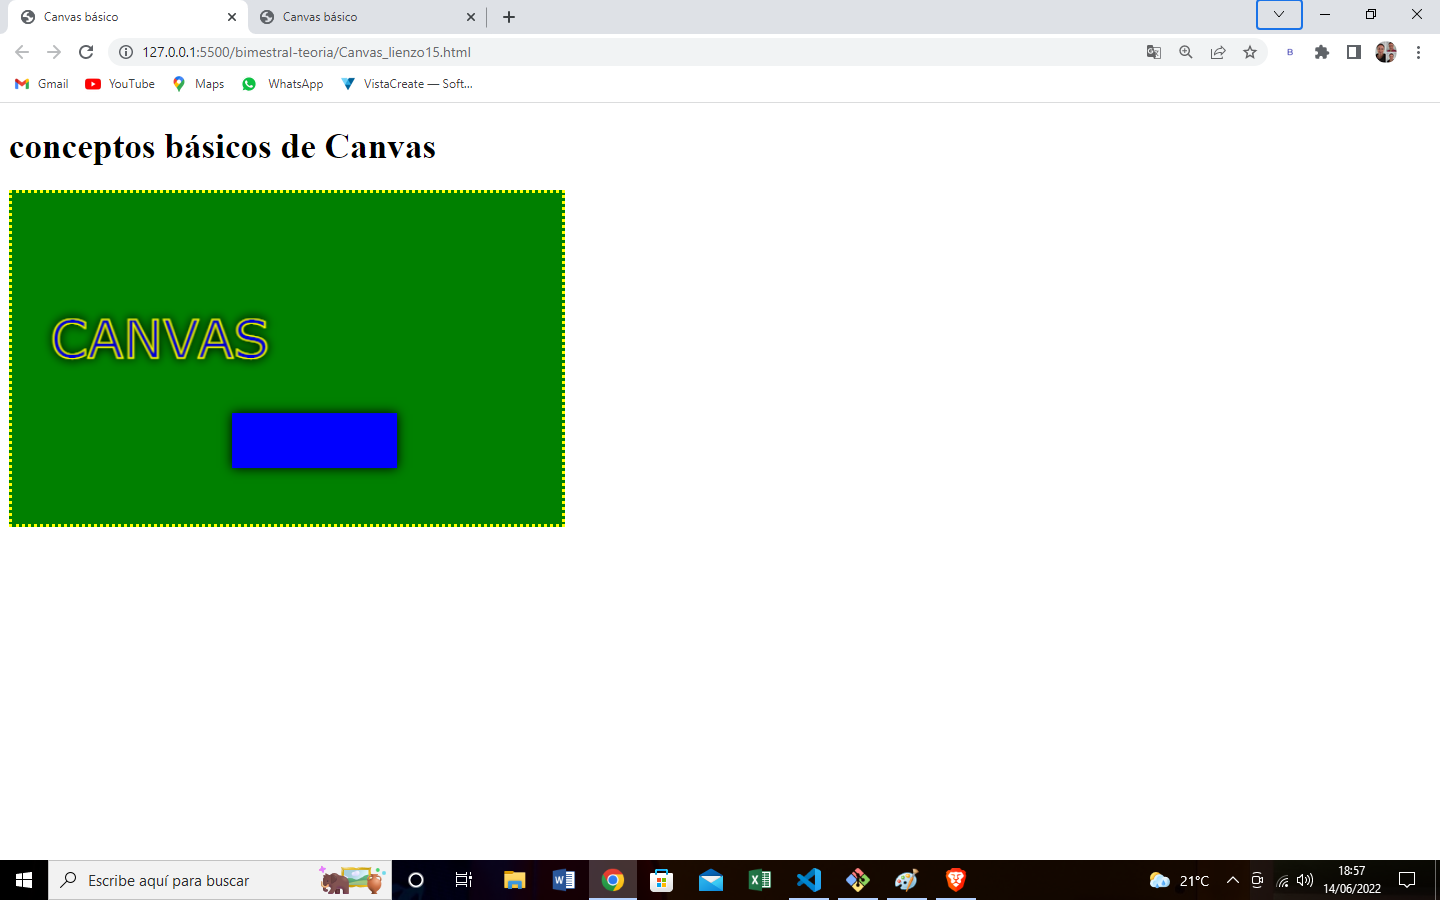 Canvas básico
Canvas básico
127.0.0.1:5500/bimestral-teoria/Canvas_lienzo15.html
B
Gmail
YouTube
Maps
WhatsApp
VistaCreate — Soft...
conceptos básicos de Canvas
CANVAS
Escribe aquí para buscar
21°C
18:57
14/06/2022